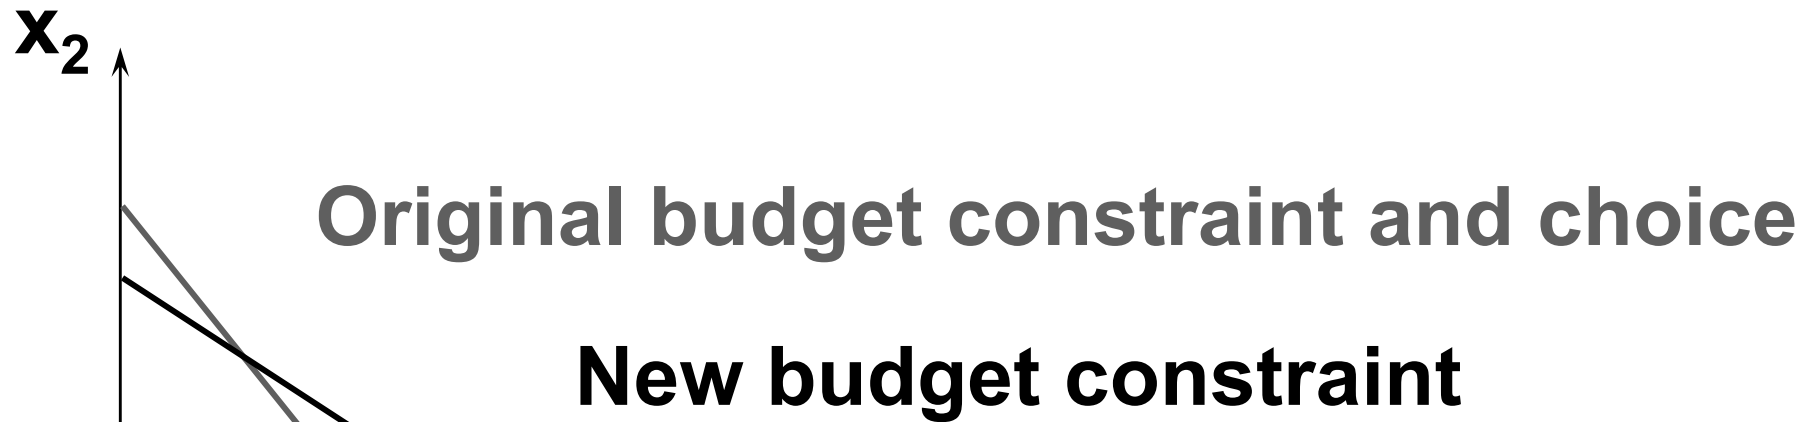 x2
Original budget constraint and choice
New budget constraint